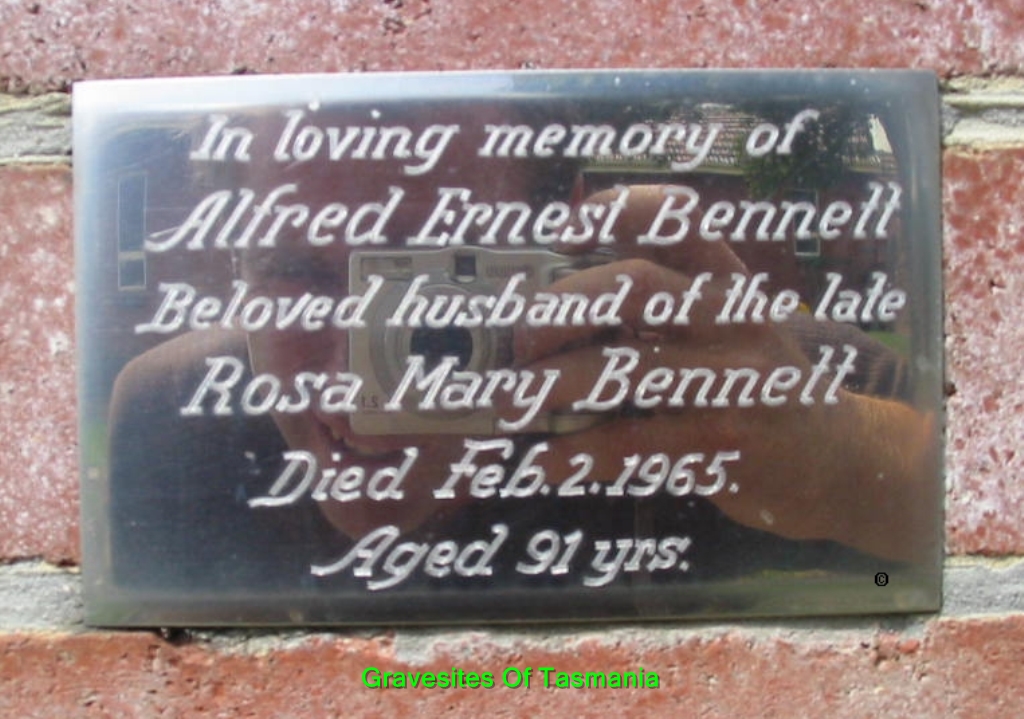 In loving memory of
Alfred Ernest Bennett
Beloved husband of the late
Rosa Mary Bennett
Died Feb. 2. 1965.
Aged 91 yrs.
©
Gravesites Of Tasmania